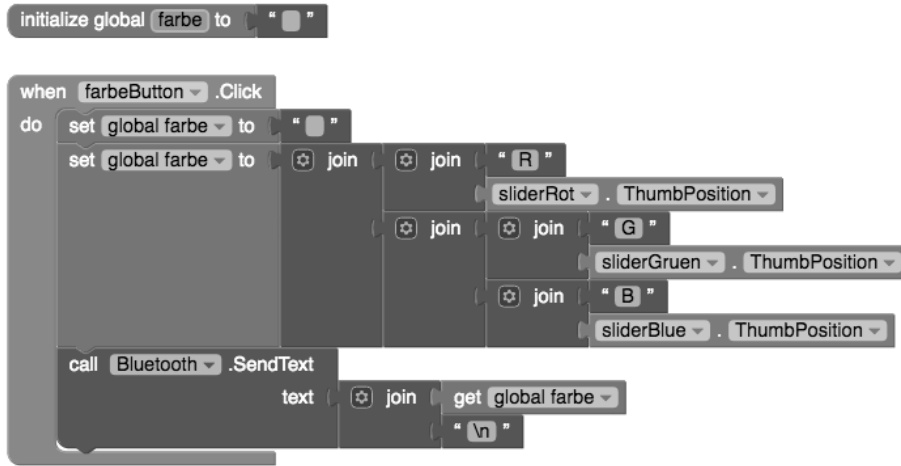 initialize global farbe to " "
when farbeButton .Click
do set global farbe to " "
set global farbe to join join " R "
sliderRot . ThumbPosition
join join " G "
sliderGruen . ThumbPosition
join " B "
sliderBlue . ThumbPosition
call Bluetooth .SendText
text join get global farbe
" \n "